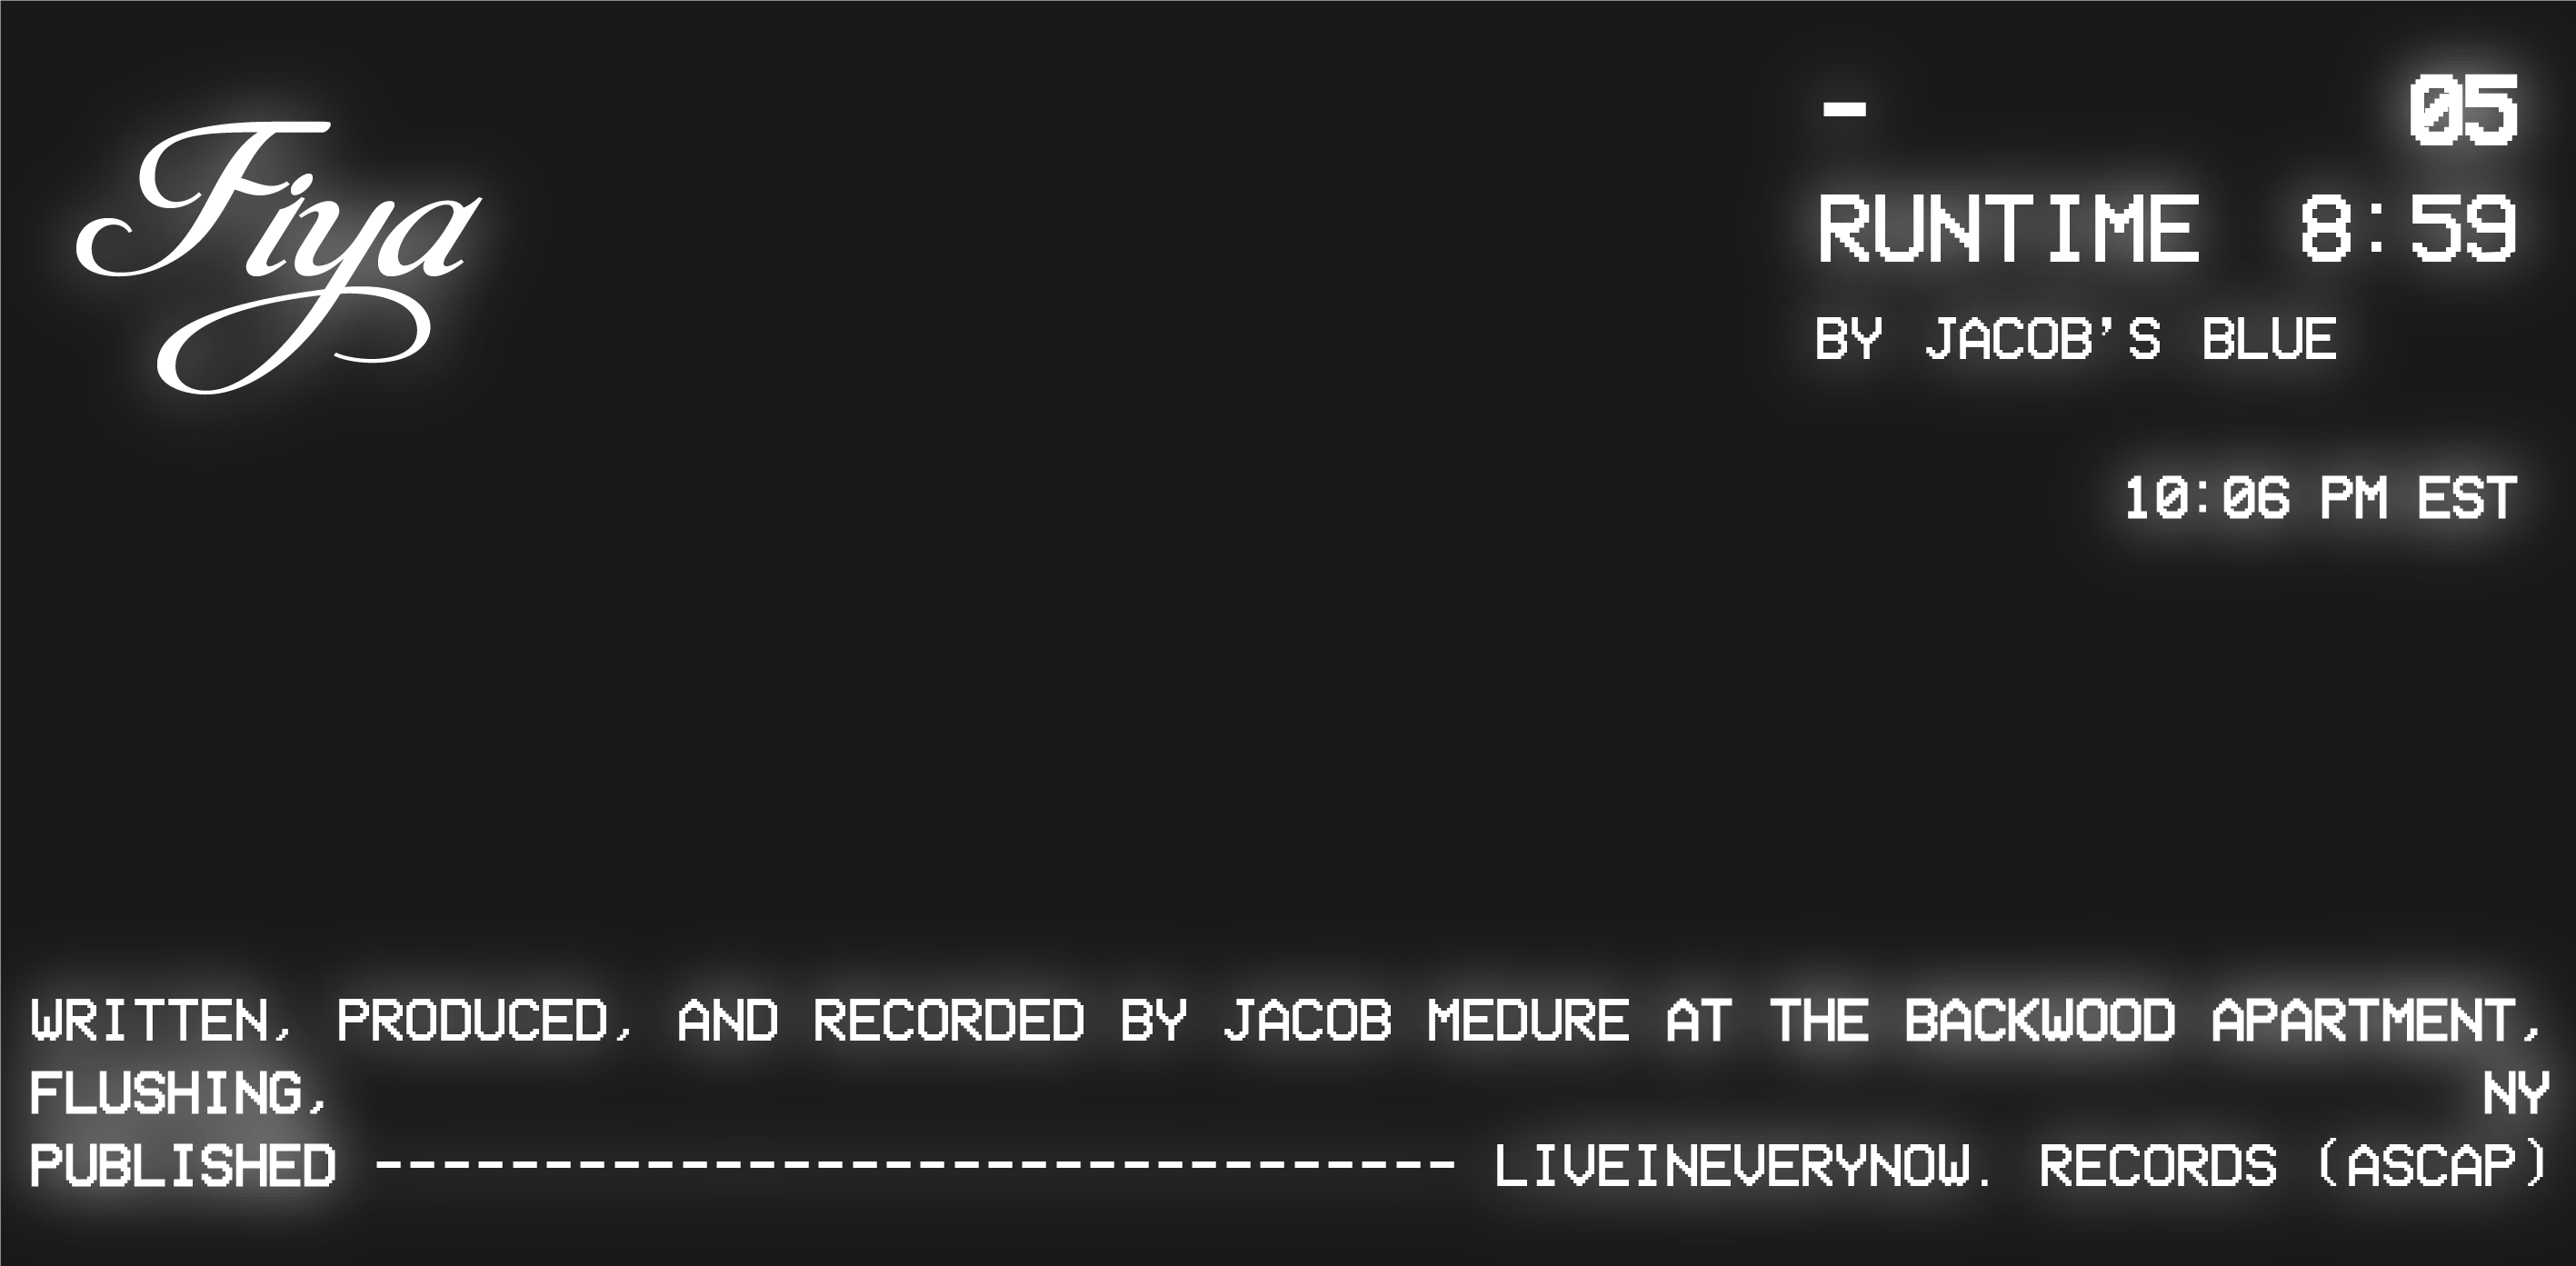 Fiya
- 05
RUNTIME 8:59
BY JACOB'S BLUE
10:06 PM EST
WRITTEN, PRODUCED, AND RECORDED BY JACOB MEDURE AT THE BACKWOOD APARTMENT,
FLUSHING, NY
PUBLISHED -------------------------------- LIVEINEVERYNOW. RECORDS (ASCAP)